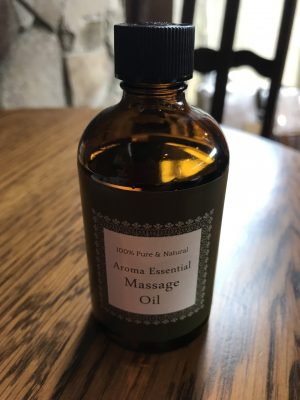 100% Pure & Natural
Aroma Essential
Massage
Oil